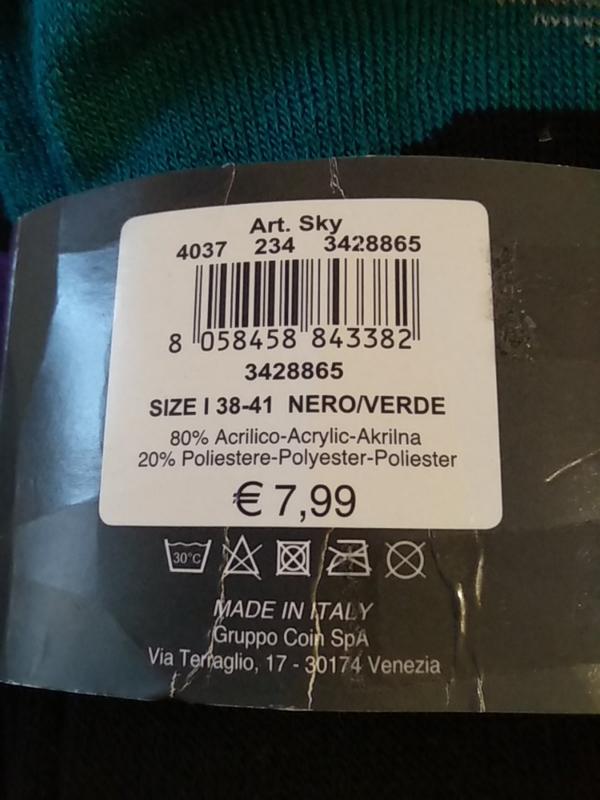 Art. Sky
4037 234 3428865
8 058458 843382
3428865
SIZE I 38-41 NERO/VERDE
80% Acrilico-Acrylic-Akrilna
20% Poliestere-Polyester-Poliester
€ 7,99
30°C
MADE IN ITALY
Gruppo Coin SpA
Via Terraglio, 17 - 30174 Venezia